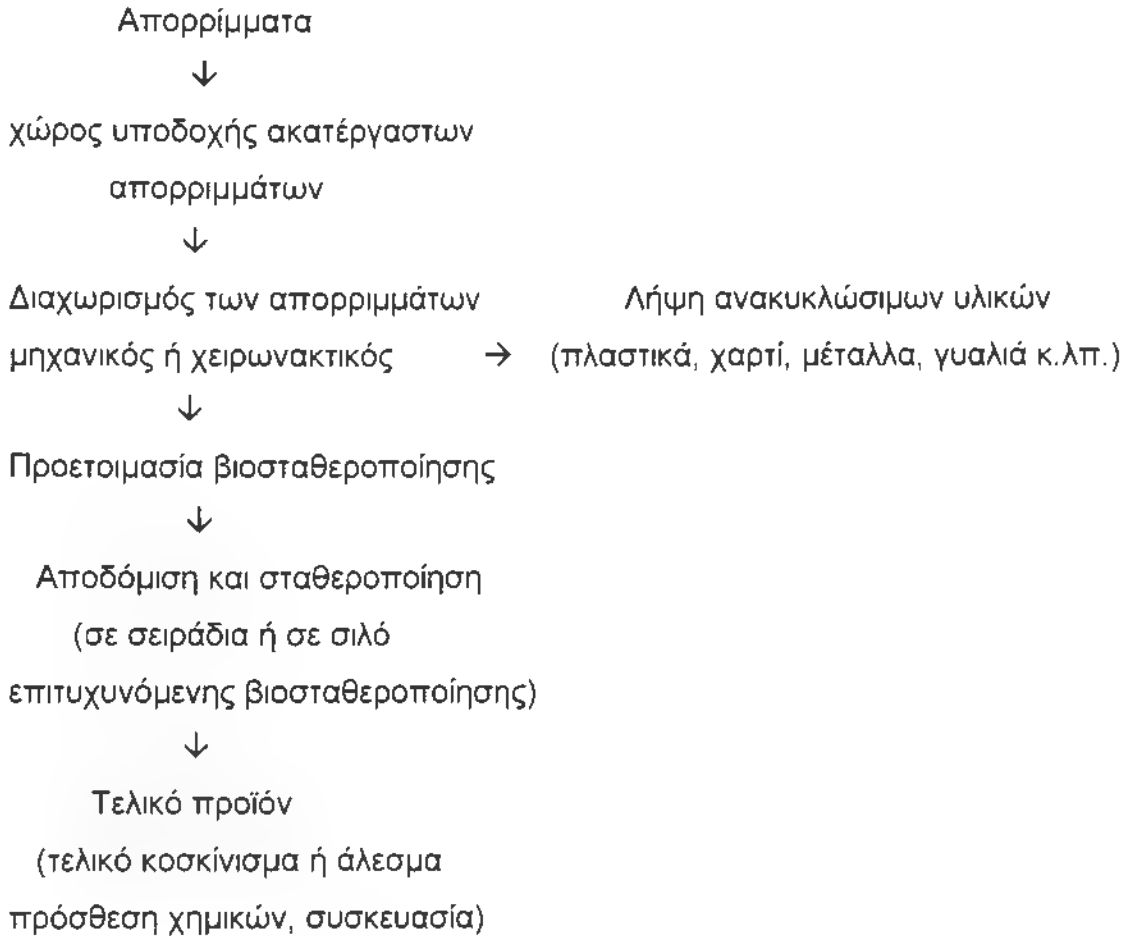 Απορρίμματα
↓
χώρος υποδοχής ακατέργαστων
απορριμμάτων
↓
Διαχωρισμός των απορριμμάτων Λήψη ανακυκλώσιμων υλικών
μηχανικός ή χειρωνακτικός → (πλαστικά, χαρτί, μέταλλα, γυαλιά κ.λπ.)
↓
Προετοιμασία βιοσταθεροποίησης
↓
Αποδόμιση και σταθεροποίηση
(σε σειράδια ή σε σιλό
επιτυχυνόμενης βιοσταθεροποίησης)
↓
Τελικό προϊόν
(τελικό κοσκίνισμα ή άλεσμα
πρόσθεση χημικών, συσκευασία)